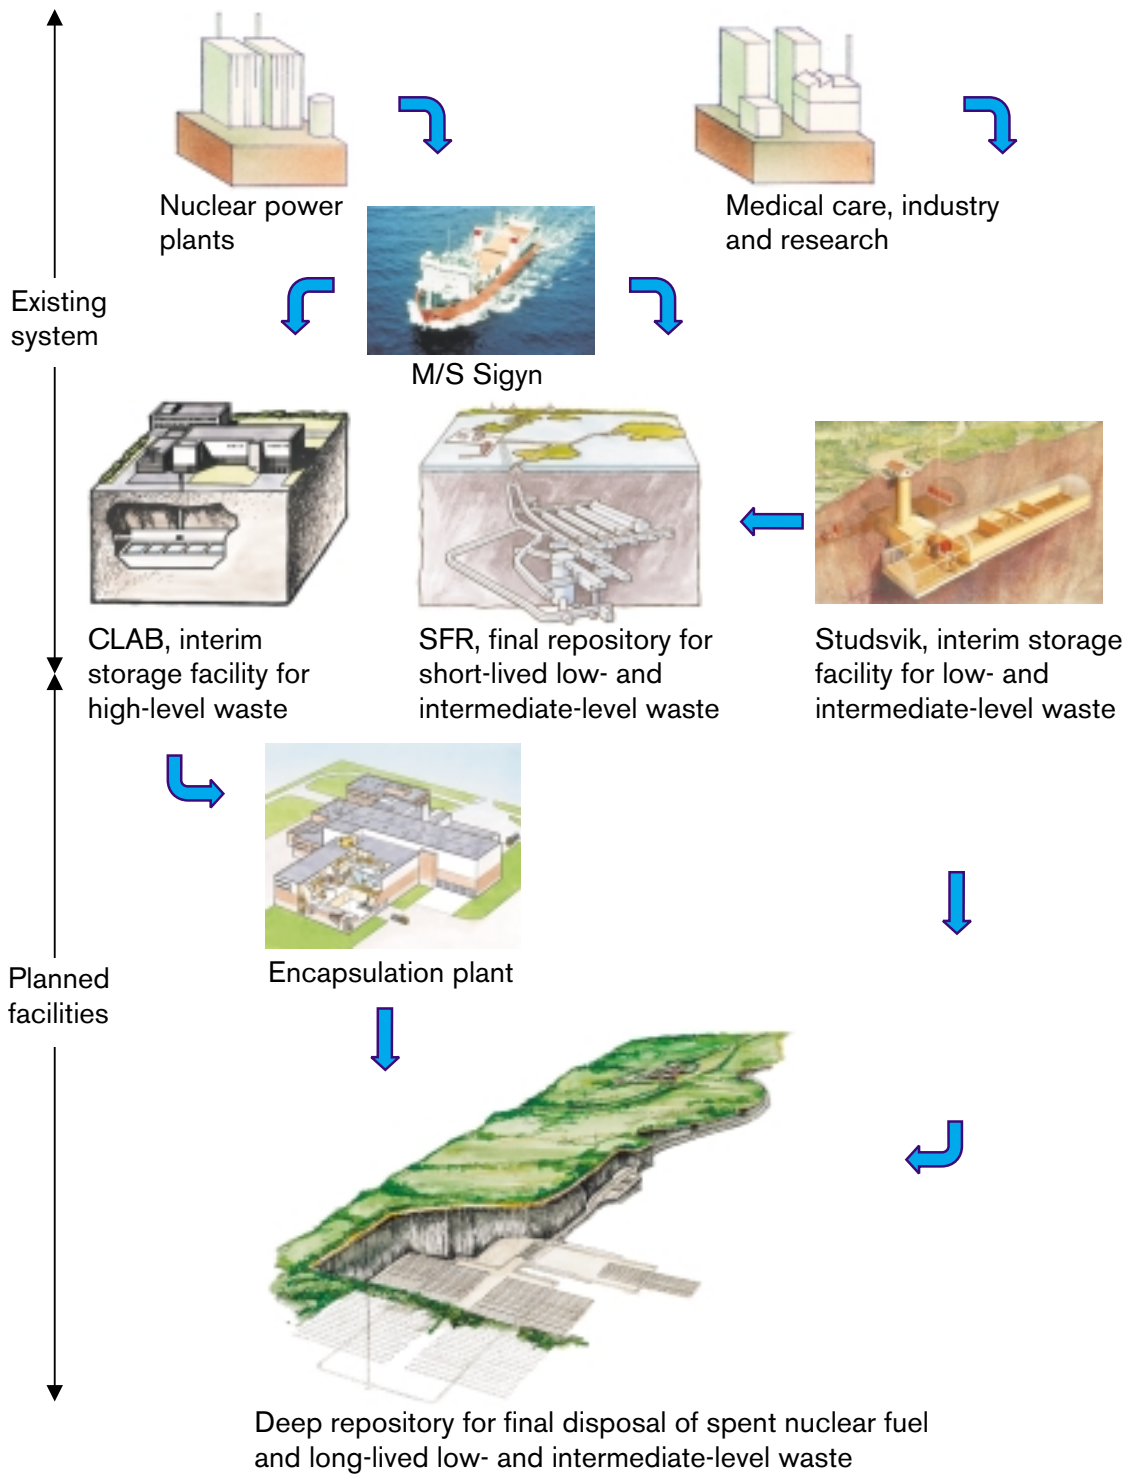 Nuclear power
plants
Medical care, industry
and research
Existing
system
M/S Sigyn
CLAB, interim
storage facility for
high-level waste
SFR, final repository for
short-lived low- and
intermediate-level waste
Studsvik, interim storage
facility for low- and
intermediate-level waste
Encapsulation plant
Planned
facilities
Deep repository for final disposal of spent nuclear fuel
and long-lived low- and intermediate-level waste